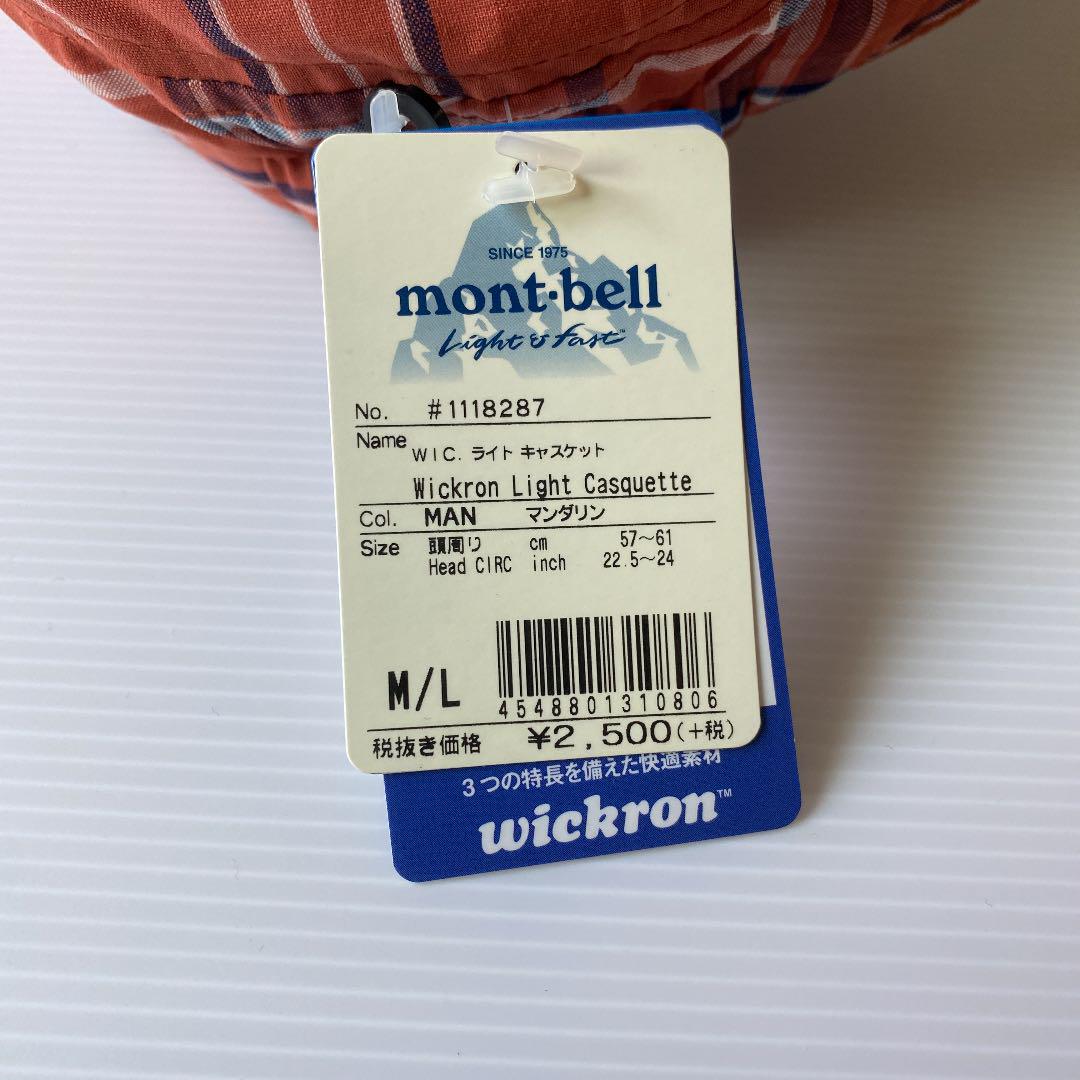 SINCE 1975
mont·bell
Light & Fast™
No. #1118287
Name WIC. ライト キャスケット
Wickron Light Casquette
Col. MAN マンダリン
Size 頭周り cm 57～61
Head CIRC inch 22.5～24
M/L
4548801310806
税抜き価格 ¥2,500(+税)
3つの特長を備えた快適素材
wickron™